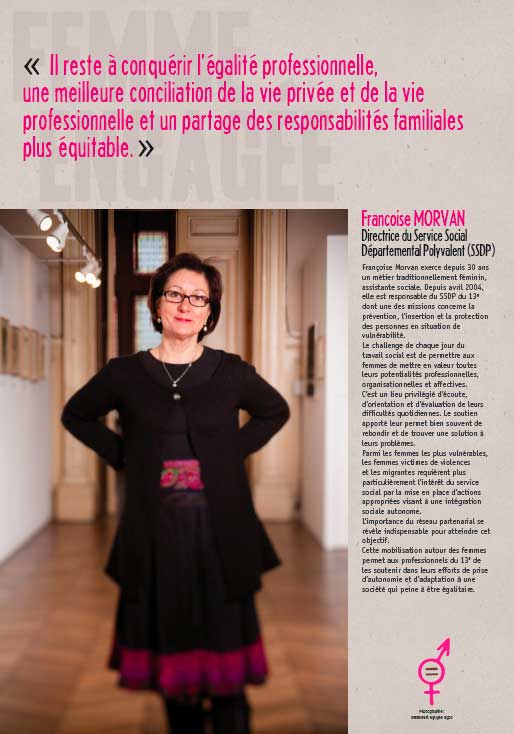 FEMME
ENGAGÉE
« Il reste à conquérir l'égalité professionnelle,
une meilleure conciliation de la vie privée et de la vie
professionnelle et un partage des responsabilités familiales
plus équitable. »
Françoise MORVAN
Directrice du Service Social
Départemental Polyvalent (SSDP)
Françoise Morvan exerce depuis 30 ans
un métier traditionnellement féminin,
assistante sociale. Depuis avril 2004,
elle est responsable du SSDP du 13e
dont une des missions concerne la
prévention, l'insertion et la protection
des personnes en situation de
vulnérabilité.
Le challenge de chaque jour du
travail social est de permettre aux
femmes de mettre en valeur toutes
leurs potentialités professionnelles,
organisationnelles et affectives.
C'est un lieu privilégié d'écoute,
d'orientation et d'évaluation de leurs
difficultés quotidiennes. Le soutien
apporté leur permet bien souvent de
rebondir et de trouver une solution à
leurs problèmes.
Parmi les femmes les plus vulnérables,
les femmes victimes de violences
et les migrantes requièrent plus
particulièrement l'intérêt du service
social par la mise en place d'actions
appropriées visant à une intégration
sociale autonome.
L'importance du réseau partenarial se
révèle indispensable pour atteindre cet
objectif.
Cette mobilisation autour des femmes
permet aux professionnels du 13e de
les soutenir dans leurs efforts de prise
d'autonomie et d'adaptation à une
société qui peine à être égalitaire.
Photographie :